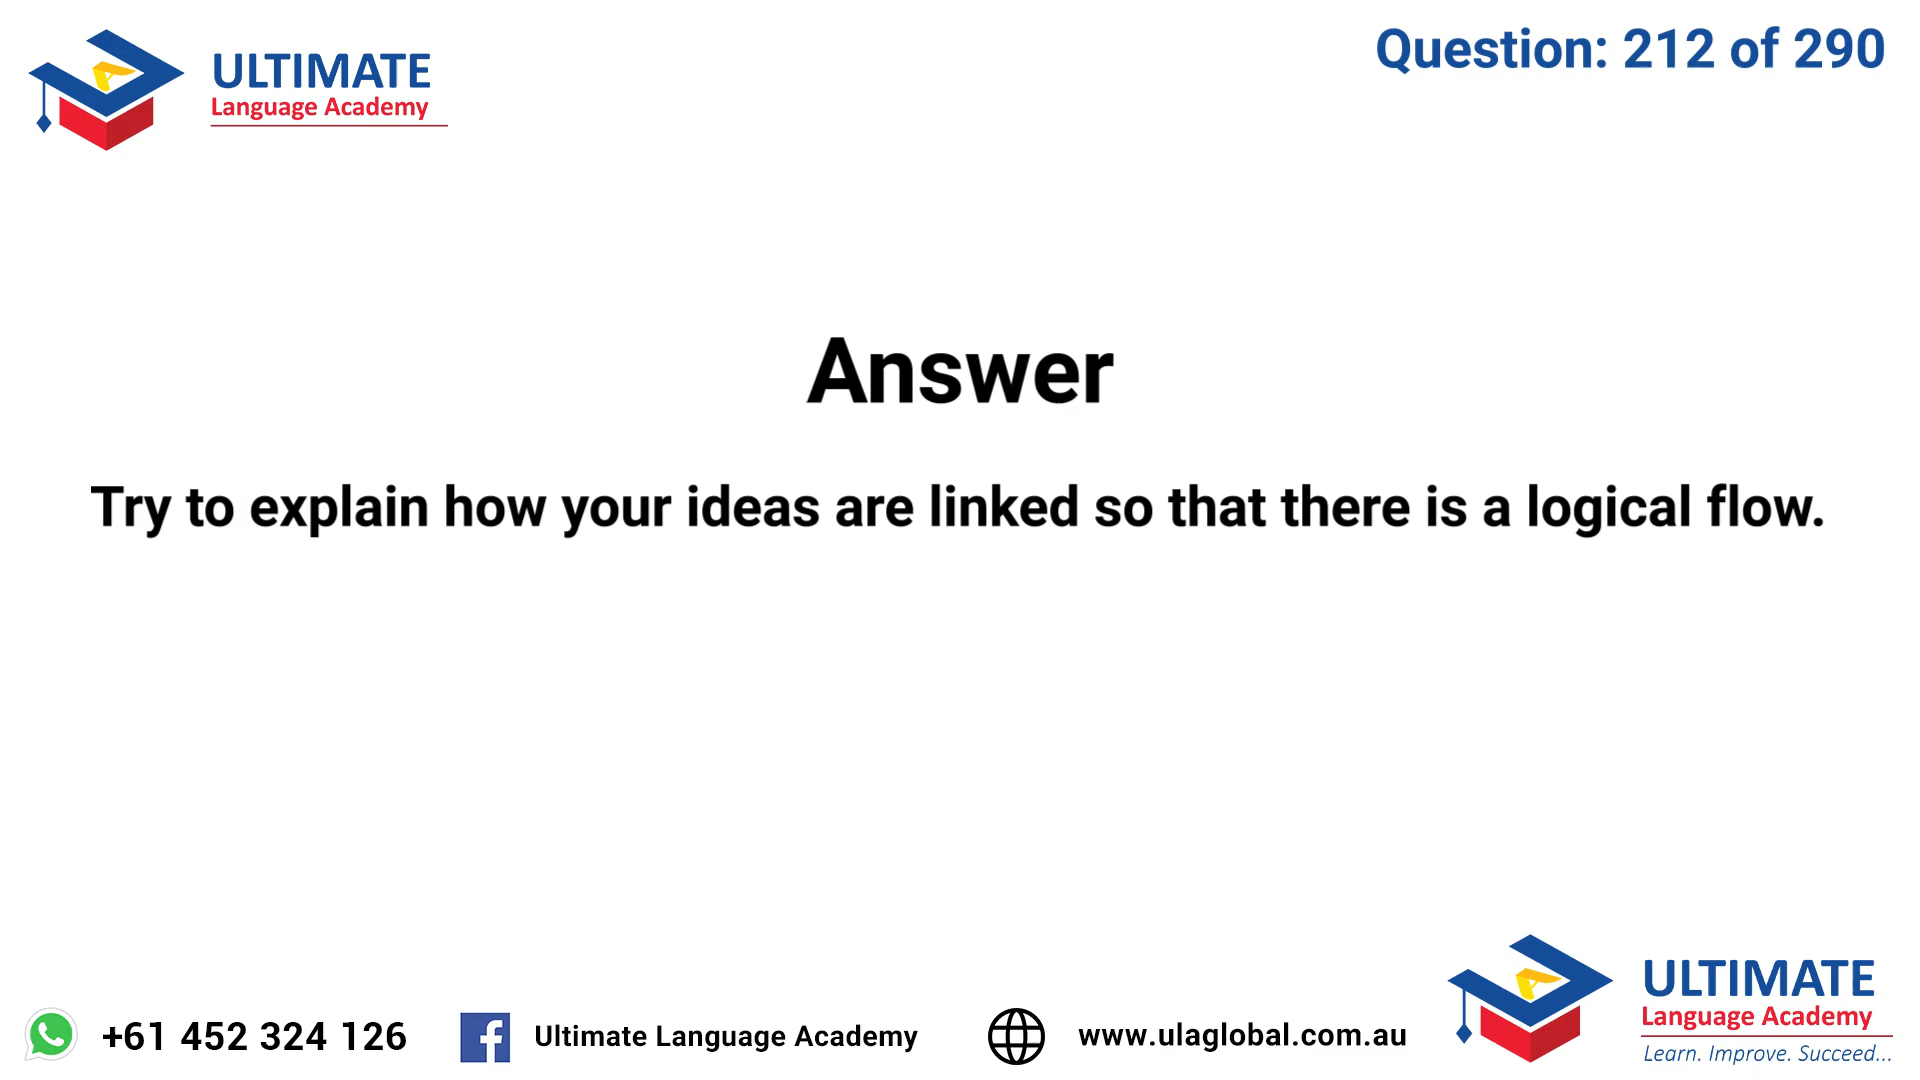 ULTIMATE
Language Academy
Question: 212 of 290
Answer
Try to explain how your ideas are linked so that there is a logical flow.
+61 452 324 126
Ultimate Language Academy
www.ulaglobal.com.au
ULTIMATE
Language Academy
Learn. Improve. Succeed...